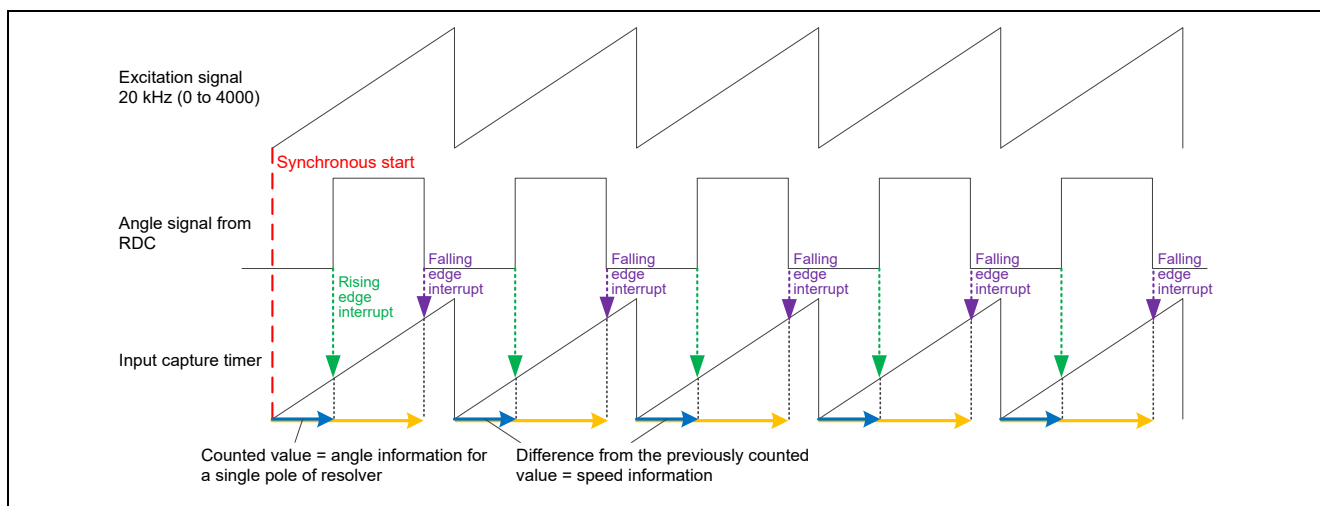 Excitation signal
20 kHz (0 to 4000)
Synchronous start
Angle signal from
RDC
Rising
edge
interrupt
Falling
edge
interrupt
Falling
edge
interrupt
Falling
edge
interrupt
Falling
edge
interrupt
Falling
edge
interrupt
Input capture timer
Counted value = angle information for
a single pole of resolver
Difference from the previously counted
value = speed information